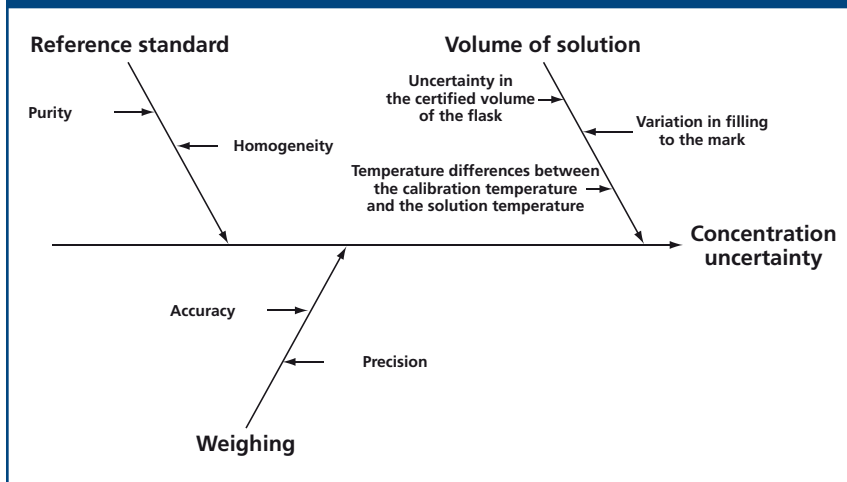 Reference standard
Volume of solution
Uncertainty in
the certified volume
of the flask
Purity
Variation in filling
to the mark
Homogeneity
Temperature differences between
the calibration temperature
and the solution temperature
Concentration
uncertainty
Accuracy
Precision
Weighing